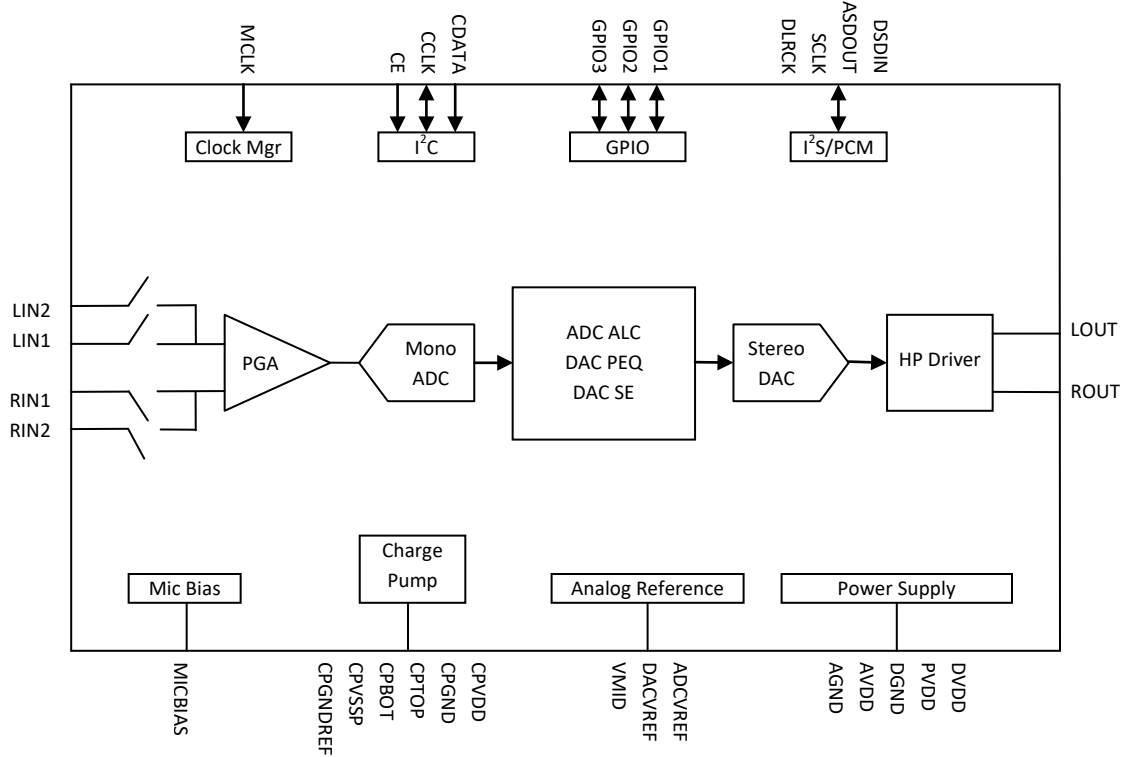 MCLK
CE
CCLK
CDATA
GPIO3
GPIO2
GPIO1
DLRCK
SCLK
ASDOUT
DSDIN
Clock Mgr
I²C
GPIO
I²S/PCM
LIN2
LIN1
RIN1
RIN2
PGA
Mono
ADC
ADC ALC
DAC PEQ
DAC SE
Stereo
DAC
HP Driver
LOUT
ROUT
Mic Bias
Charge
Pump
Analog Reference
Power Supply
MICBIAS
CPGNDREF
CPVSSP
CPBOT
CPTOP
CPGND
CPVDD
VMID
DACVREF
ADCVREF
AGND
AVDD
DGND
PVDD
DVDD